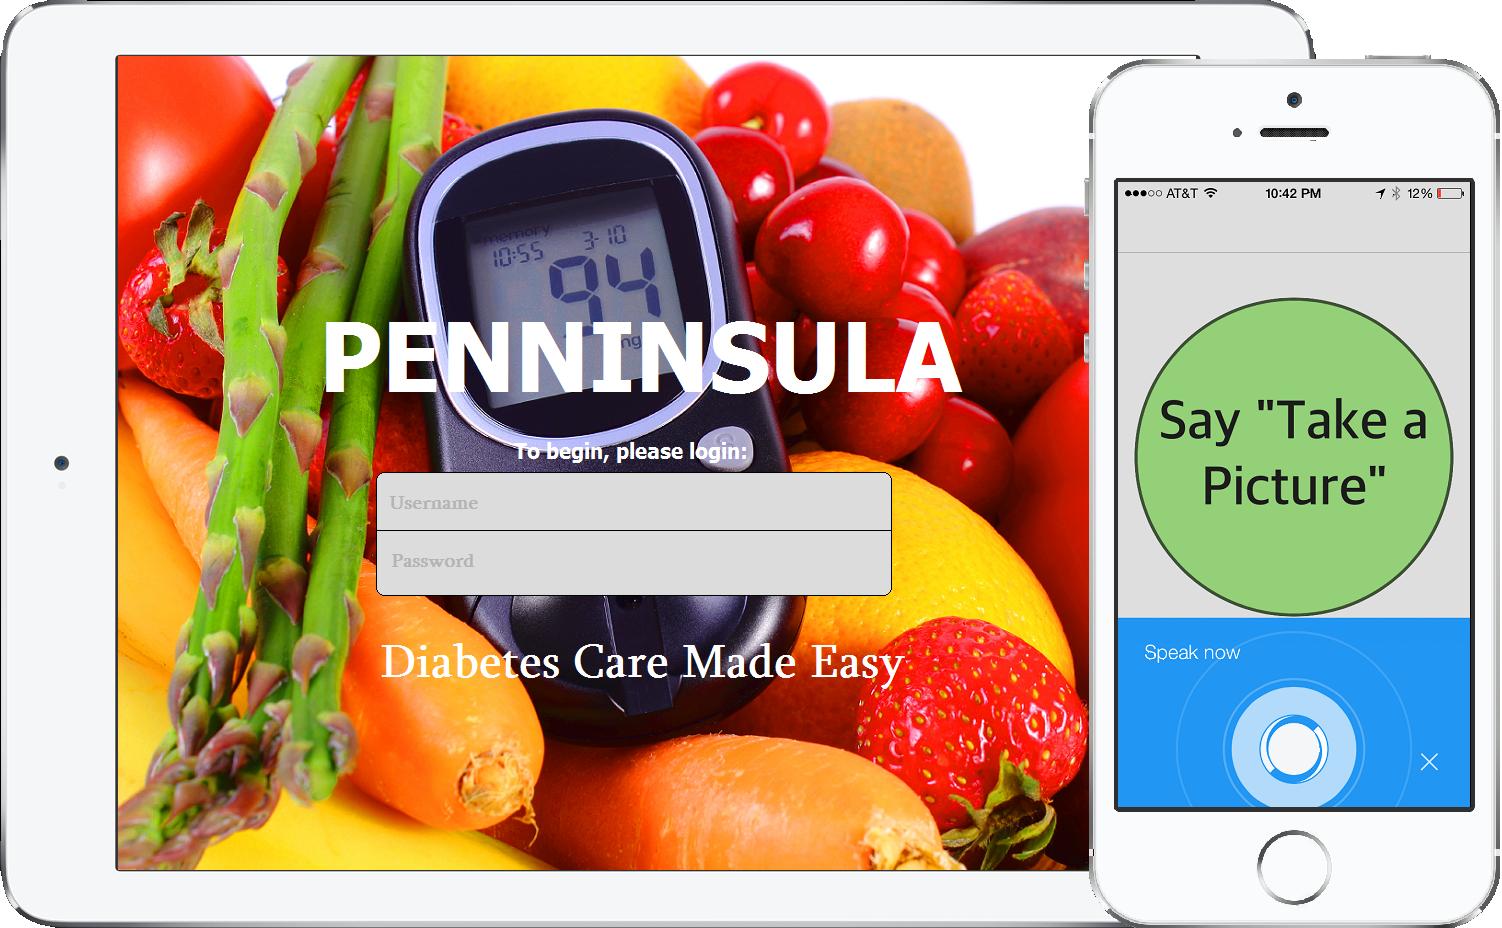 memory
10:55 3-10
94
PENNINSULA
To begin, please login:
Username
Password
Diabetes Care Made Easy
AT&T 10:42 PM 12%
Say "Take a
Picture"
Speak now